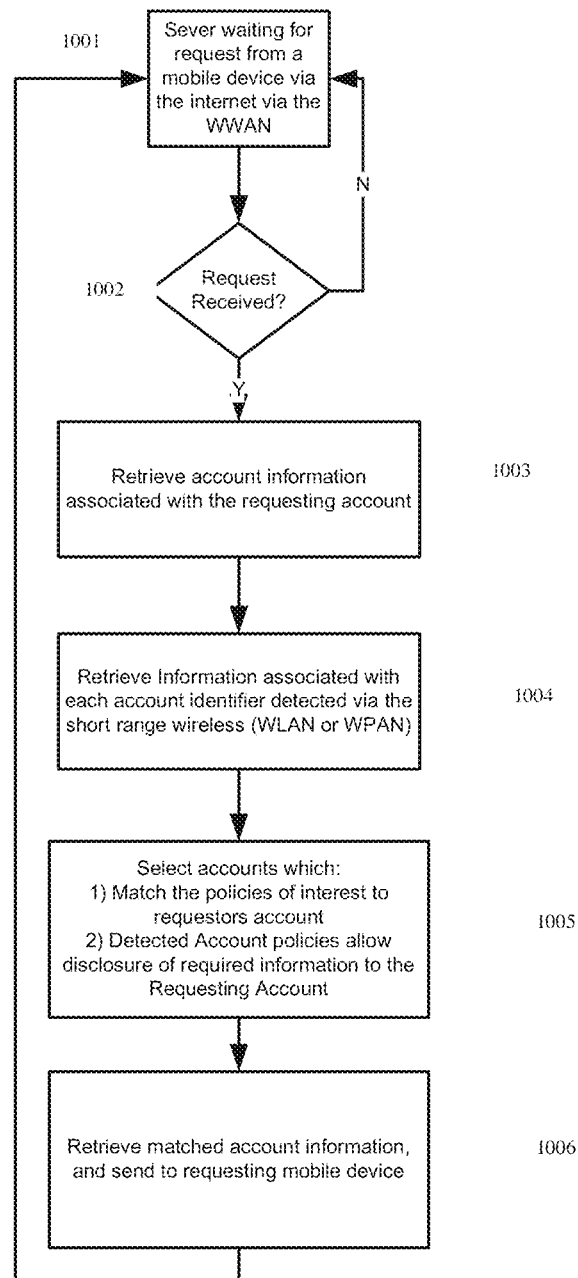 1001
Sever waiting for
request from a
mobile device via
the internet via the
WWAN
N
1002
Request
Received?
Y
Retrieve account information
associated with the requesting account
1003
Retrieve Information associated with
each account identifier detected via the
short range wireless (WLAN or WPAN)
1004
Select accounts which:
1) Match the policies of interest to
requestors account
2) Detected Account policies allow
disclosure of required information to the
Requesting Account
1005
Retrieve matched account information,
and send to requesting mobile device
1006